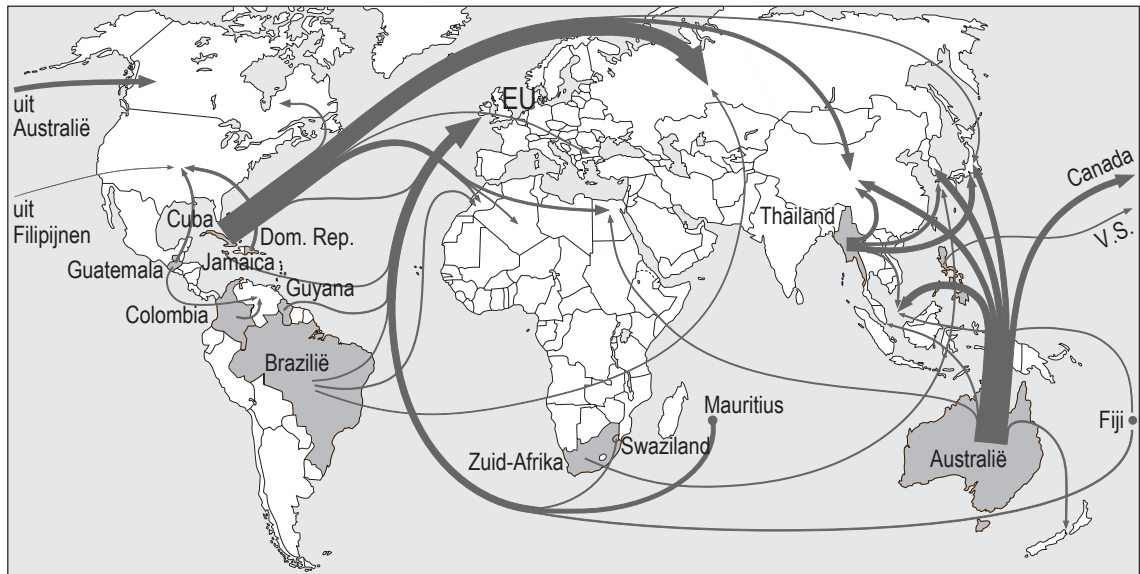 uit
Australië
EU
Canada
V.S.
uit
Filipijnen
Cuba
Dom. Rep.
Thailand
Guatemala
Jamaica
Guyana
Colombia
Brazilië
Mauritius
Fiji
Swaziland
Zuid-Afrika
Australië